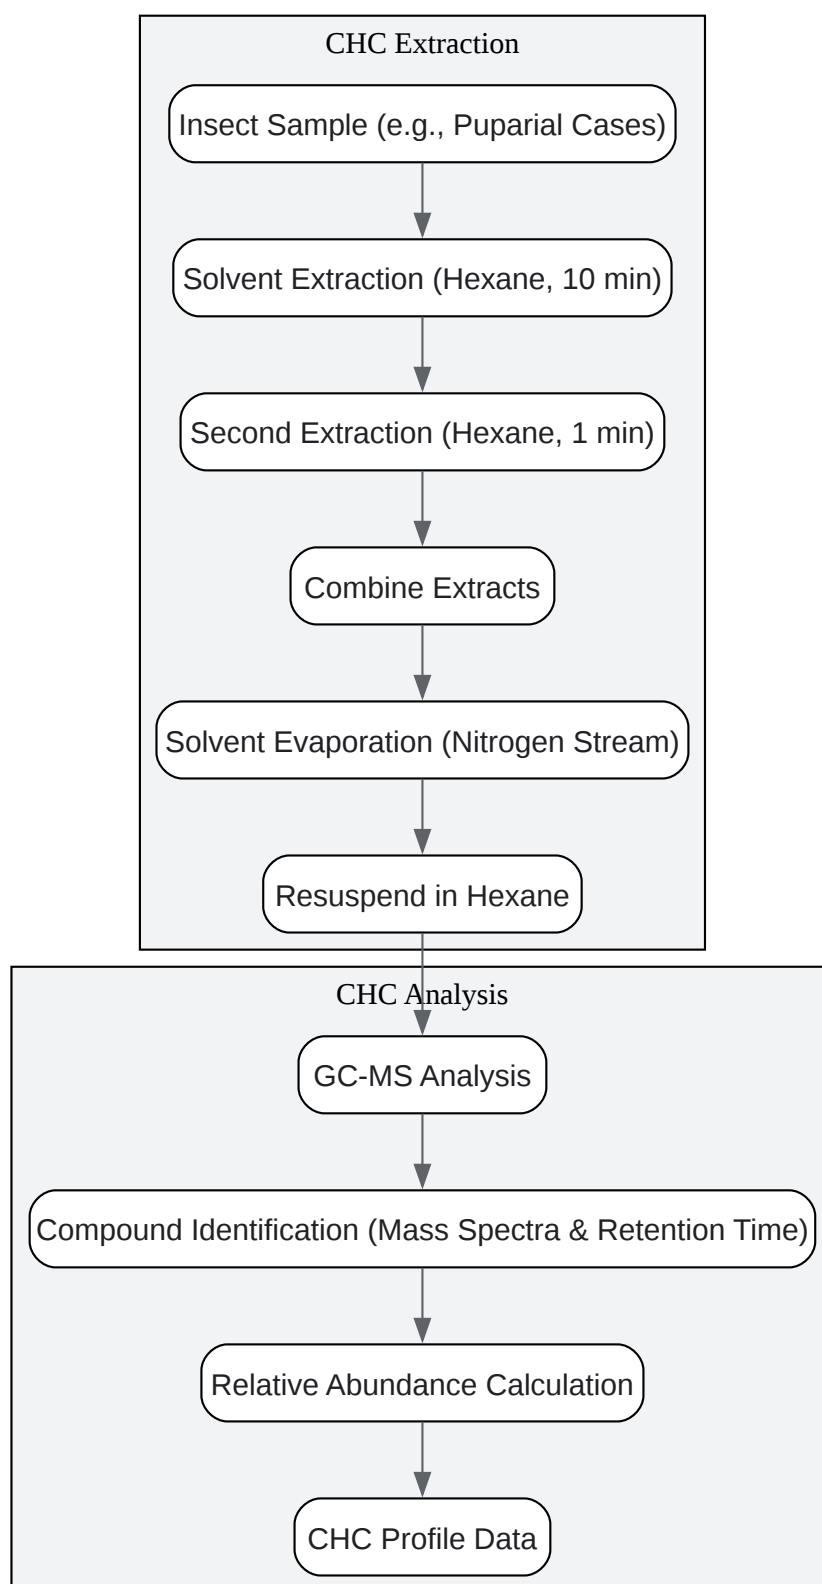 CHC Extraction
Insect Sample (e.g., Puparial Cases)
Solvent Extraction (Hexane, 10 min)
Second Extraction (Hexane, 1 min)
Combine Extracts
Solvent Evaporation (Nitrogen Stream)
Resuspend in Hexane
CHC Analysis
GC-MS Analysis
Compound Identification (Mass Spectra & Retention Time)
Relative Abundance Calculation
CHC Profile Data